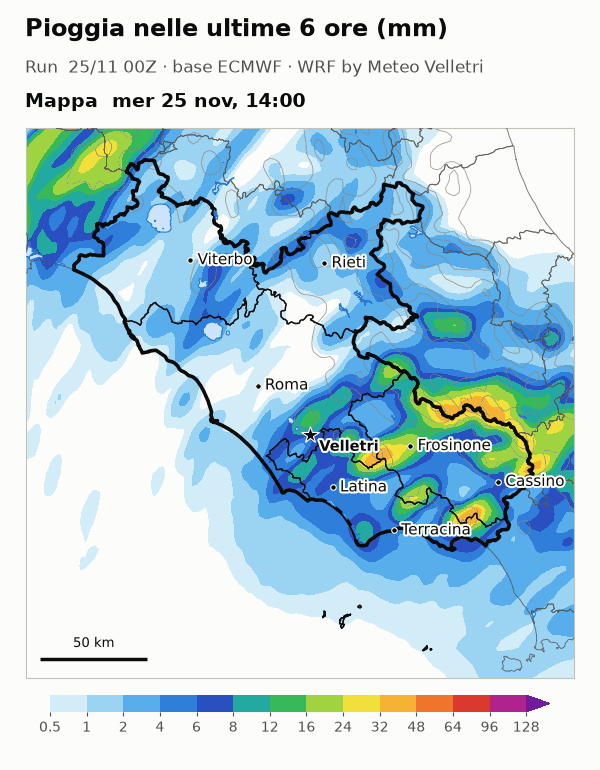 Pioggia nelle ultime 6 ore (mm)
Run 25/11 00Z · base ECMWF · WRF by Meteo Velletri
Mappa mer 25 nov, 14:00
Viterbo
Rieti
Roma
Velletri
Frosinone
Cassino
Latina
Terracina
50 km
0.5 1 2 4 6 8 12 16 24 32 48 64 96 128